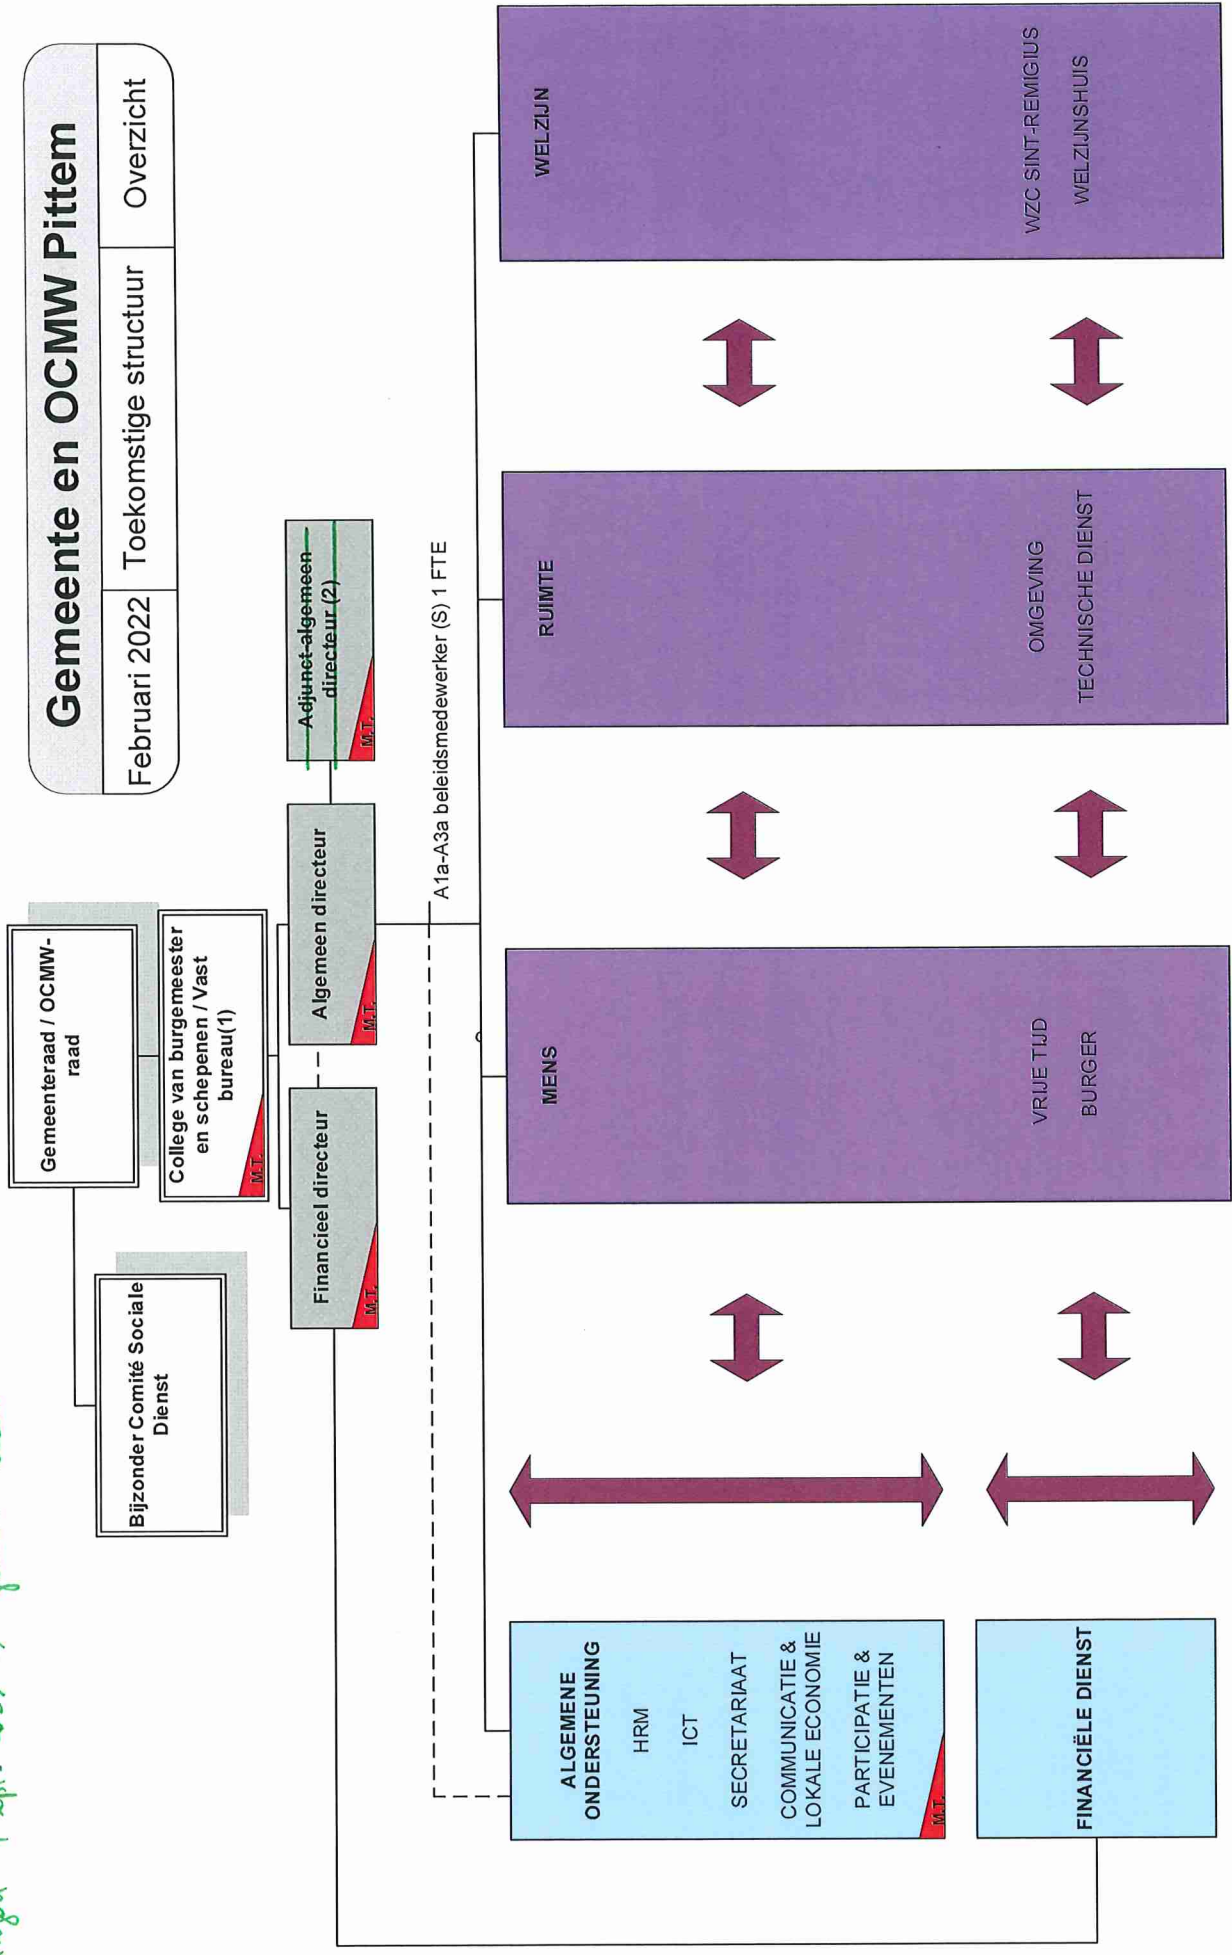 Gemeente en OCMW Pittem
Februari 2022
Toekomstige structuur
Overzicht
Gemeenteraad / OCMW-
raad
Bijzonder Comité Sociale
Dienst
College van burgemeester
en schepenen / Vast
bureau(1)
M.T.
Financieel directeur
M.T.
Algemeen directeur
M.T.
Adjunct-algemeen
directeur (2)
M.T.
A1a-A3a beleidsmedewerker (S) 1 FTE
ALGEMENE
ONDERSTEUNING
HRM
ICT
SECRETARIAAT
COMMUNICATIE &
LOKALE ECONOMIE
PARTICIPATIE &
EVENEMENTEN
M.T.
FINANCIËLE DIENST
MENS
VRIJE TIJD
BURGER
RUIMTE
OMGEVING
TECHNISCHE DIENST
WELZIJN
WZC SINT-REMIGIUS
WELZIJNSHUIS